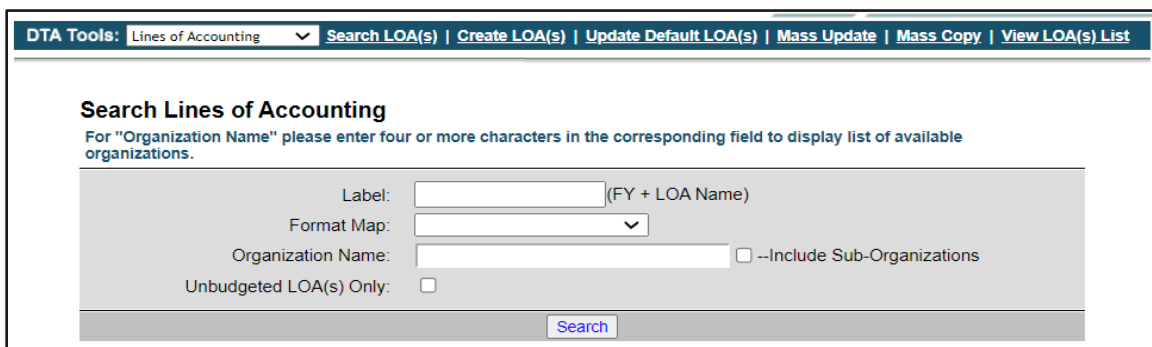 DTA Tools: Lines of Accounting Search LOA(s) | Create LOA(s) | Update Default LOA(s) | Mass Update | Mass Copy | View LOA(s) List
Search Lines of Accounting
For "Organization Name" please enter four or more characters in the corresponding field to display list of available
organizations.
Label: (FY + LOA Name)
Format Map:
Organization Name: --Include Sub-Organizations
Unbudgeted LOA(s) Only:
Search